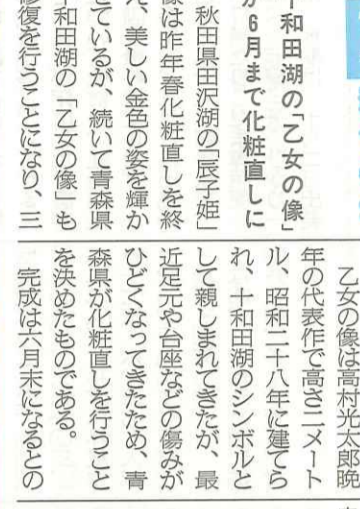 和田湖の「乙女の像」
6月まで化粧直しに
秋田県田沢湖の「辰子姫」
像は昨年春化粧直しを終
え、美しい金色の姿を輝か
せているが、続いて青森県
十和田湖の「乙女の像」も
修復を行うことになり、三
乙女の像は高村光太郎晩
年の代表作で高さ二メート
ル、昭和二十八年に建てら
れ、十和田湖のシンボルと
して親しまれてきたが、最
近足元や台座などの傷みが
ひどくなってきたため、青
森県が化粧直しを行うこと
を決めたものである。
完成は六月末になるとの